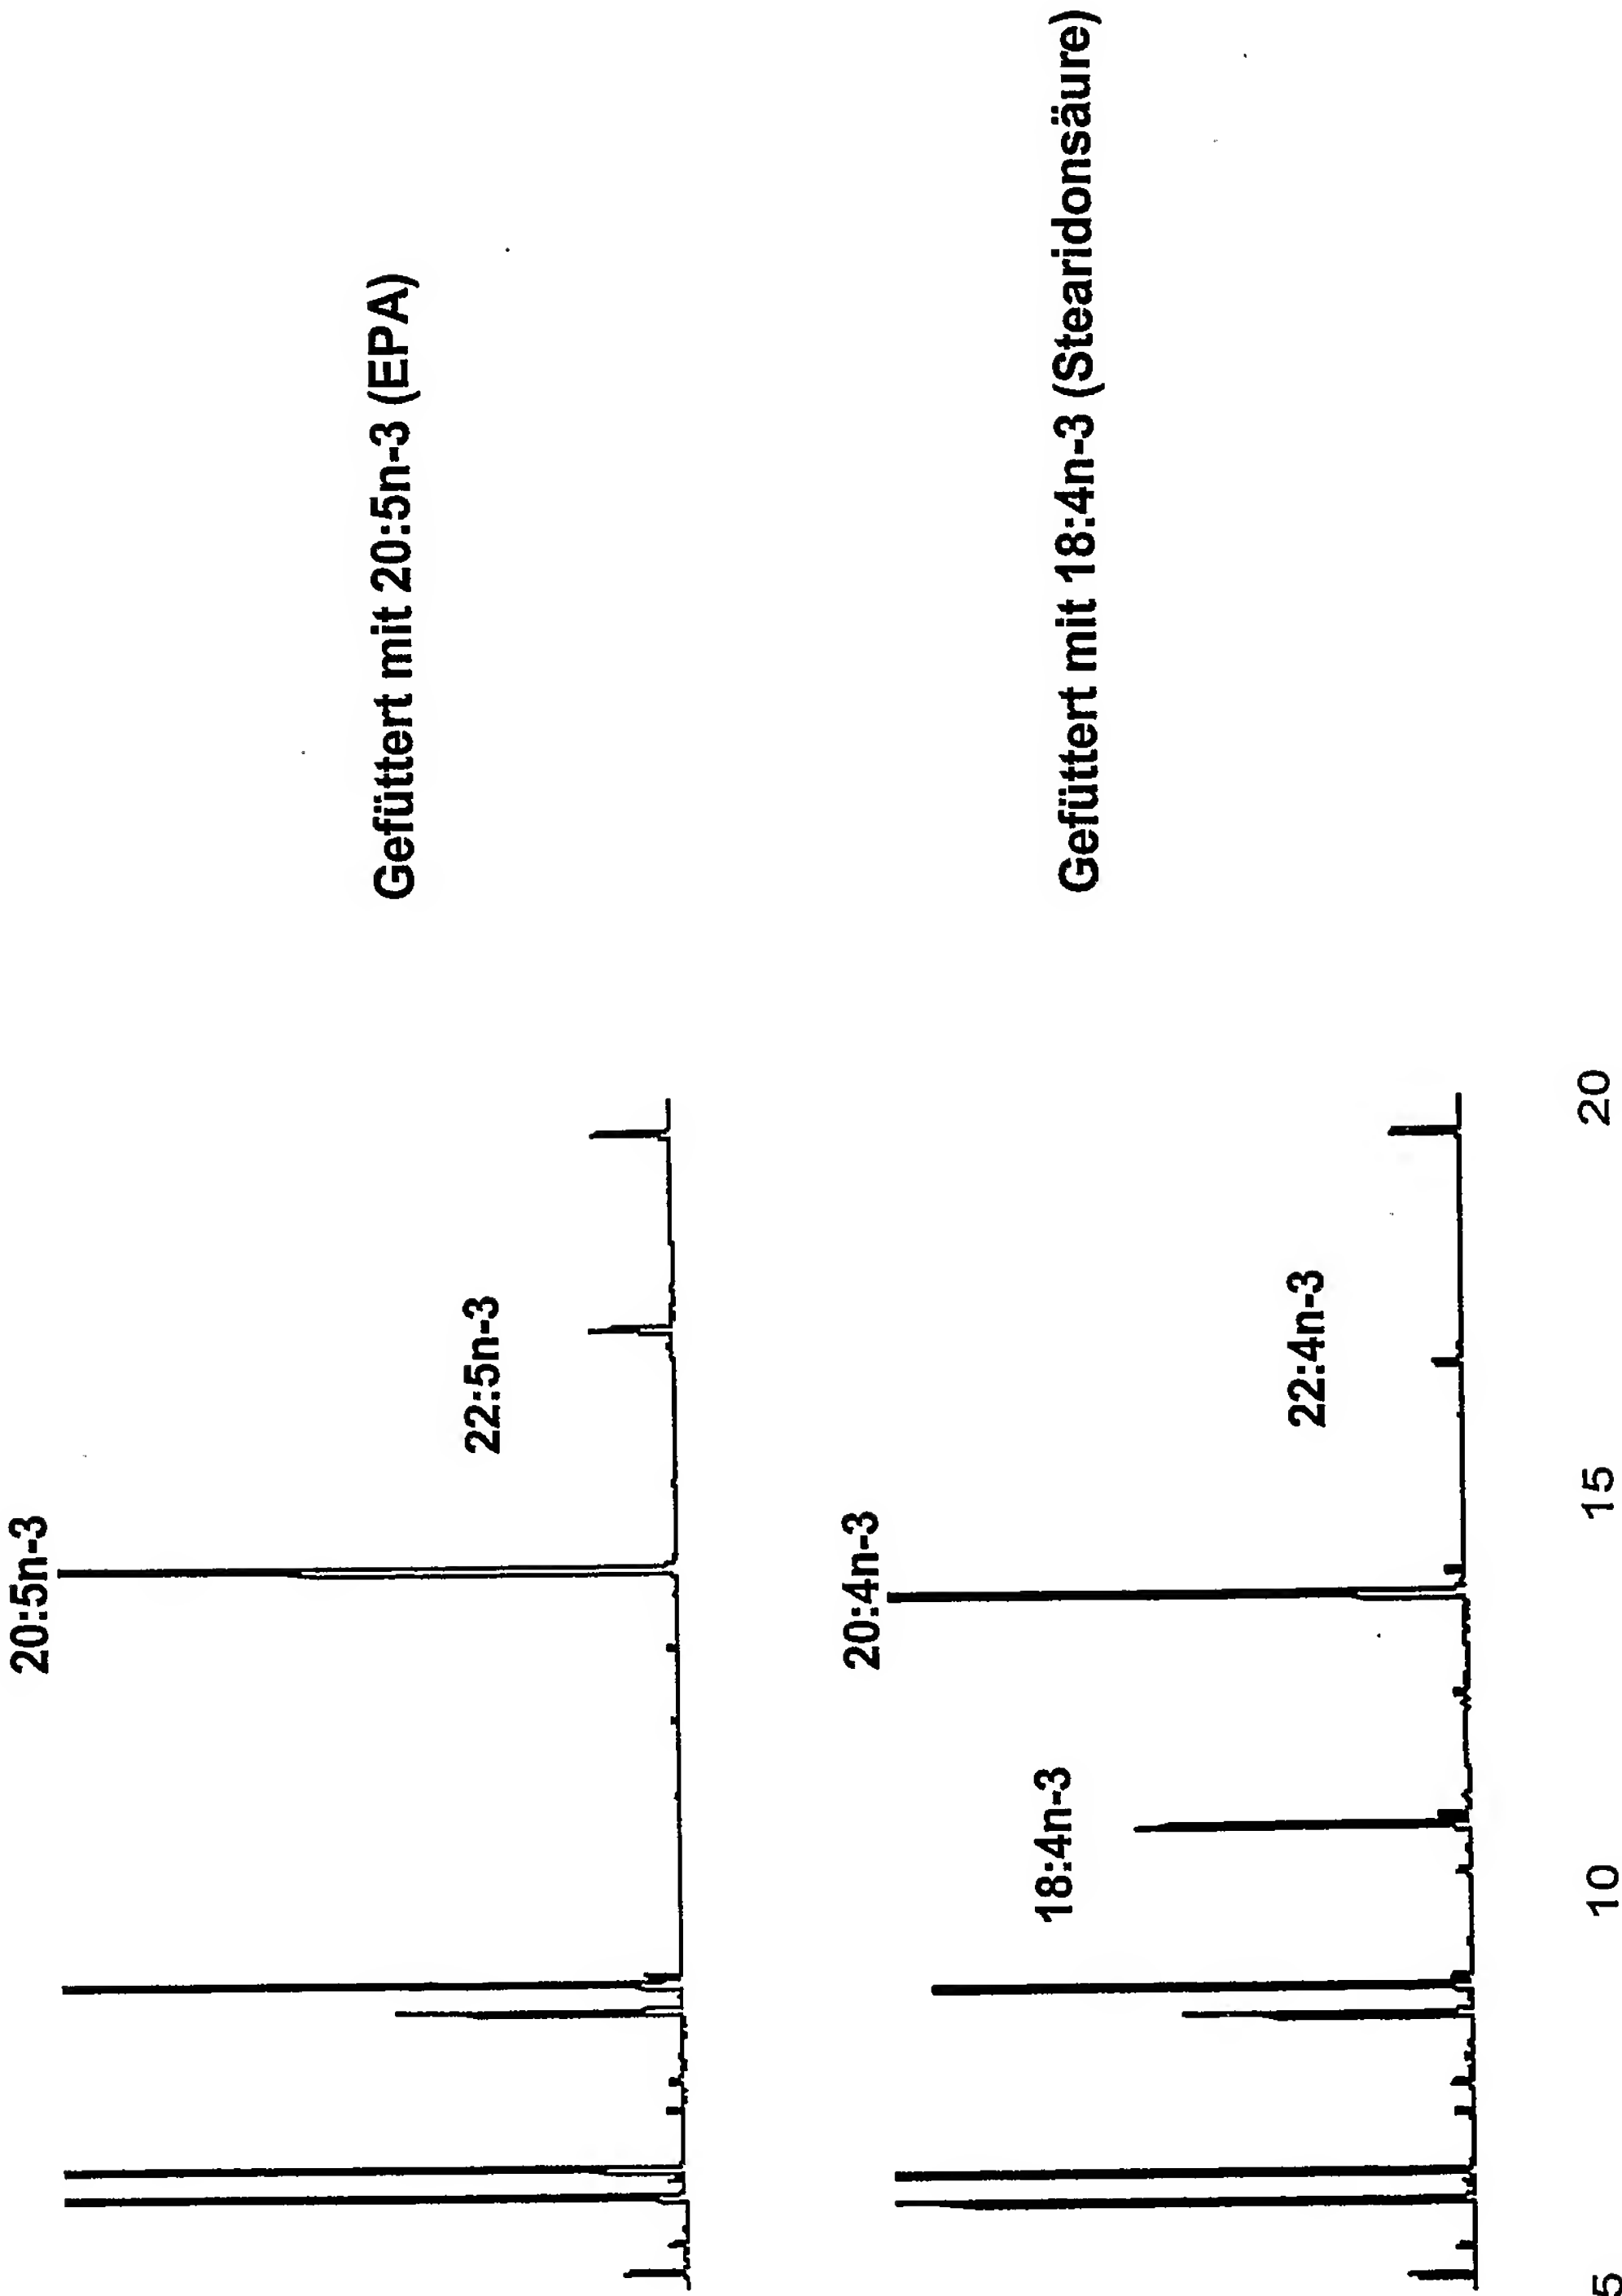 20:5n-3
22:5n-3
Gefüttert mit 20:5n-3 (EPA)
20:4n-3
18:4n-3
22:4n-3
Gefüttert mit 18:4n-3 (Stearidonsäure)
5
10
15
20